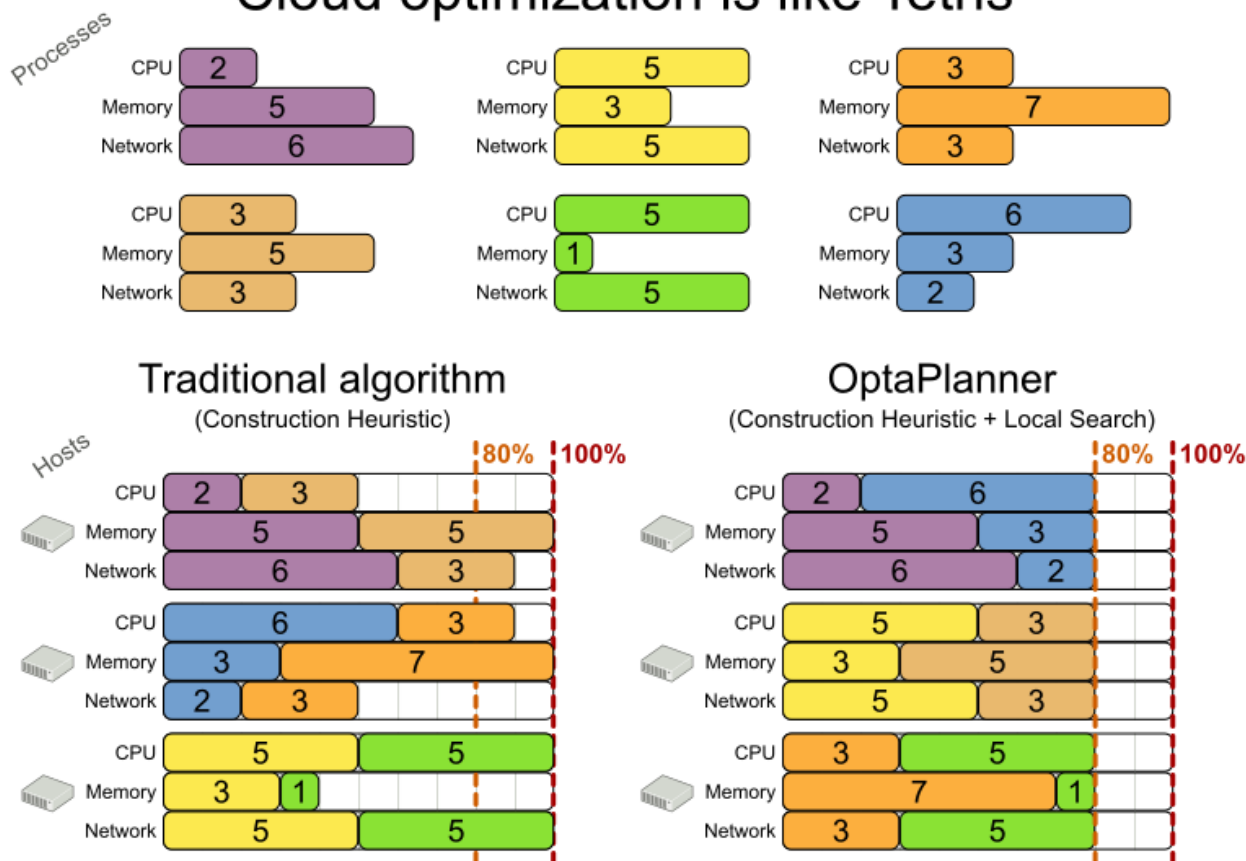 Cloud optimization is like Tetris
Processes
CPU 2
Memory 5
Network 6
CPU 5
Memory 3
Network 5
CPU 3
Memory 7
Network 3
CPU 3
Memory 5
Network 3
CPU 5
Memory 1
Network 5
CPU 6
Memory 3
Network 2
Traditional algorithm
(Construction Heuristic)
Hosts
80% 100%
CPU 2 3
Memory 5 5
Network 6 3
CPU 6 3
Memory 3 7
Network 2 3
CPU 5 5
Memory 3 1
Network 5 5
OptaPlanner
(Construction Heuristic + Local Search)
80% 100%
CPU 2 6
Memory 5 3
Network 6 2
CPU 5 3
Memory 3 5
Network 5 3
CPU 3 5
Memory 7 1
Network 3 5